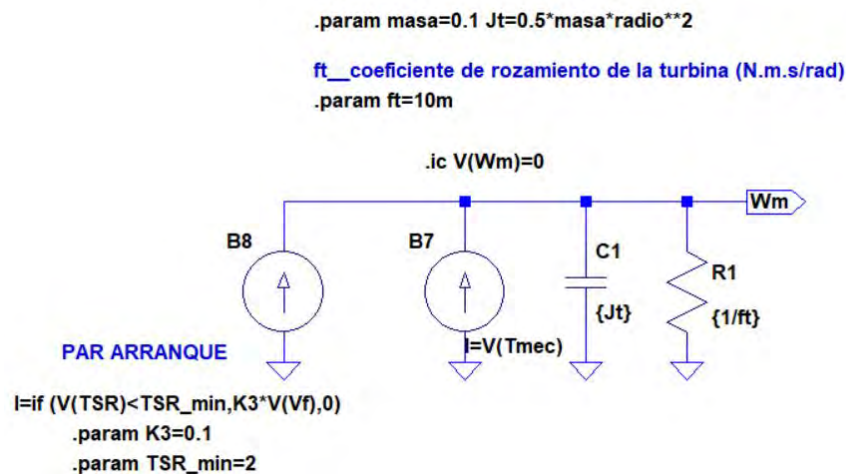 .param masa=0.1 Jt=0.5*masa*radio**2
ft__coeficiente de rozamiento de la turbina (N.m.s/rad)
.param ft=10m
.ic V(Wm)=0
Wm
B8
B7
C1
R1
{Jt}
{1/ft}
I=V(Tmec)
PAR ARRANQUE
I=if (V(TSR)<TSR_min,K3*V(Vf),0)
.param K3=0.1
.param TSR_min=2